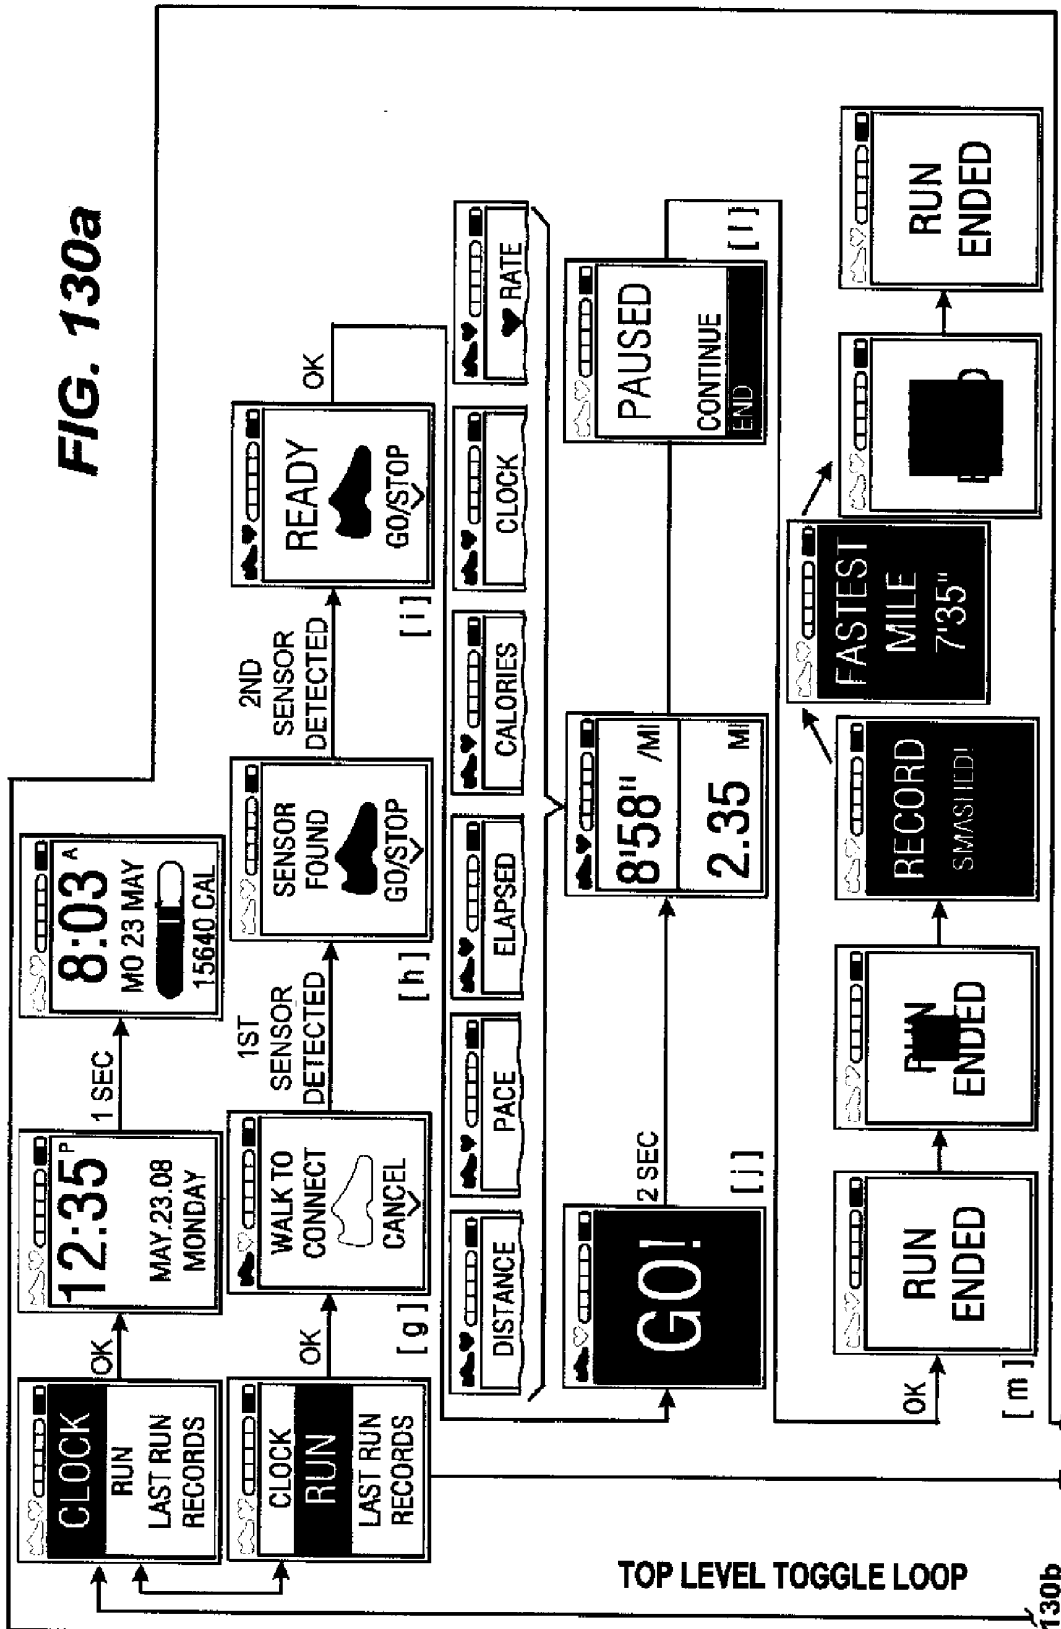 FIG. 130a
CLOCK
RUN
LAST RUN
RECORDS
OK
12:35 P
MAY.23.08
MONDAY
1 SEC
8:03 A
MO 23 MAY
15640 CAL
CLOCK
RUN
LAST RUN
RECORDS
OK
WALK TO
CONNECT
CANCEL
[g]
1ST
SENSOR
DETECTED
SENSOR
FOUND
GO/STOP
[h]
2ND
SENSOR
DETECTED
READY
GO/STOP
[i]
OK
DISTANCE
PACE
ELAPSED
CALORIES
CLOCK
RATE
GO!
2 SEC
[j]
8'58" /MI
2.35 MI
PAUSED
CONTINUE
END
[l]
OK
RUN
ENDED
[m]
RUN
ENDED
RECORD
SMASHED!
FASTEST
MILE
7'35"
RUN
ENDED
TOP LEVEL TOGGLE LOOP
130b